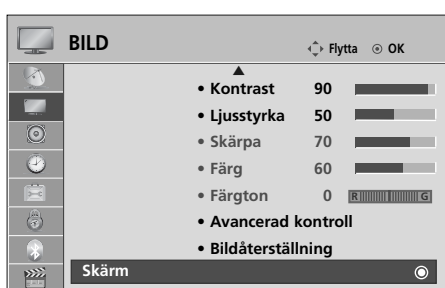 BILD Flytta OK
• Kontrast 90
• Ljusstyrka 50
• Skärpa 70
• Färg 60
• Färgton 0 R G
• Avancerad kontroll
• Bildåterställning
Skärm